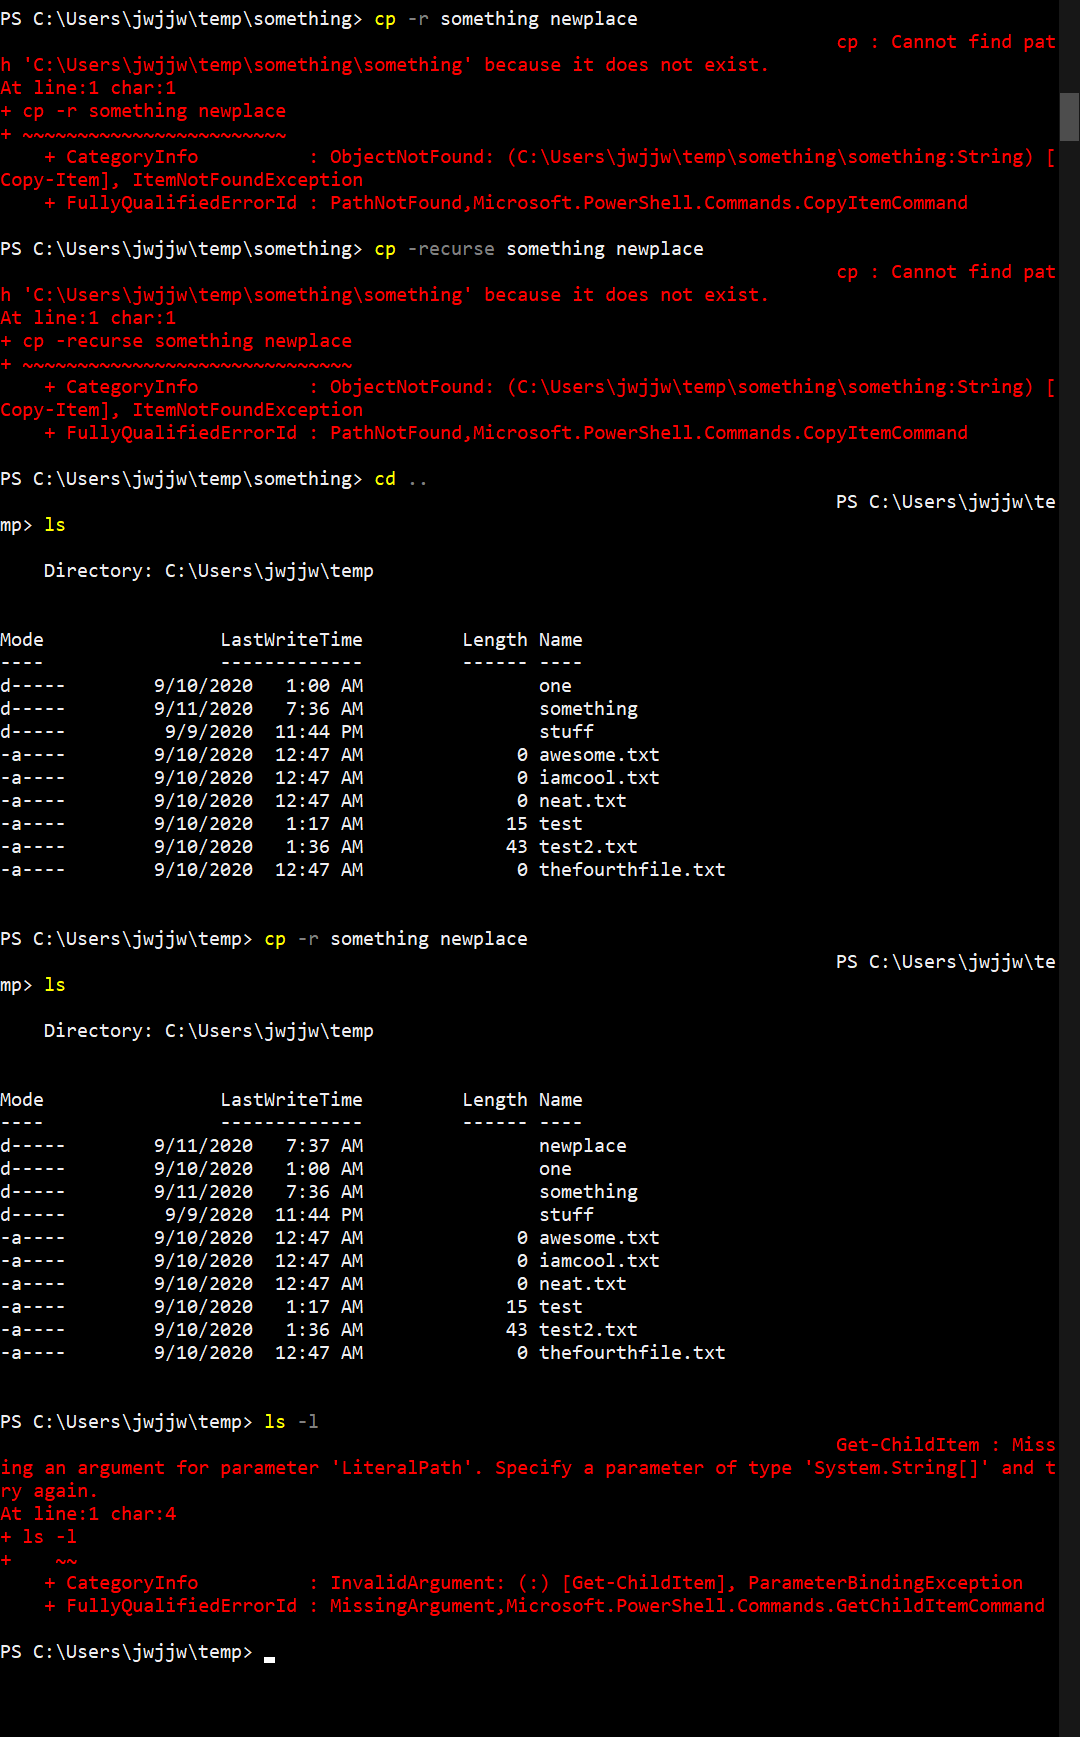 PS C:\Users\jwjjw\temp\something> cp -r something newplace
cp : Cannot find pat
h 'C:\Users\jwjjw\temp\something\something' because it does not exist.
At line:1 char:1
+ cp -r something newplace
+ ~~~~~~~~~~~~~~~~~~~~~~~~
    + CategoryInfo          : ObjectNotFound: (C:\Users\jwjjw\temp\something\something:String) [
Copy-Item], ItemNotFoundException
    + FullyQualifiedErrorId : PathNotFound,Microsoft.PowerShell.Commands.CopyItemCommand
PS C:\Users\jwjjw\temp\something> cp -recurse something newplace
cp : Cannot find pat
h 'C:\Users\jwjjw\temp\something\something' because it does not exist.
At line:1 char:1
+ cp -recurse something newplace
+ ~~~~~~~~~~~~~~~~~~~~~~~~~~~~~~
    + CategoryInfo          : ObjectNotFound: (C:\Users\jwjjw\temp\something\something:String) [
Copy-Item], ItemNotFoundException
    + FullyQualifiedErrorId : PathNotFound,Microsoft.PowerShell.Commands.CopyItemCommand
PS C:\Users\jwjjw\temp\something> cd ..
PS C:\Users\jwjjw\te
mp> ls
    Directory: C:\Users\jwjjw\temp
Mode                LastWriteTime         Length Name
----                -------------         ------ ----
d-----        9/10/2020   1:00 AM                one
d-----        9/11/2020   7:36 AM                something
d-----         9/9/2020  11:44 PM                stuff
-a----        9/10/2020  12:47 AM              0 awesome.txt
-a----        9/10/2020  12:47 AM              0 iamcool.txt
-a----        9/10/2020  12:47 AM              0 neat.txt
-a----        9/10/2020   1:17 AM             15 test
-a----        9/10/2020   1:36 AM             43 test2.txt
-a----        9/10/2020  12:47 AM              0 thefourthfile.txt
PS C:\Users\jwjjw\temp> cp -r something newplace
PS C:\Users\jwjjw\te
mp> ls
    Directory: C:\Users\jwjjw\temp
Mode                LastWriteTime         Length Name
----                -------------         ------ ----
d-----        9/11/2020   7:37 AM                newplace
d-----        9/10/2020   1:00 AM                one
d-----        9/11/2020   7:36 AM                something
d-----         9/9/2020  11:44 PM                stuff
-a----        9/10/2020  12:47 AM              0 awesome.txt
-a----        9/10/2020  12:47 AM              0 iamcool.txt
-a----        9/10/2020  12:47 AM              0 neat.txt
-a----        9/10/2020   1:17 AM             15 test
-a----        9/10/2020   1:36 AM             43 test2.txt
-a----        9/10/2020  12:47 AM              0 thefourthfile.txt
PS C:\Users\jwjjw\temp> ls -l
Get-ChildItem : Miss
ing an argument for parameter 'LiteralPath'. Specify a parameter of type 'System.String[]' and t
ry again.
At line:1 char:4
+ ls -l
+    ~~
    + CategoryInfo          : InvalidArgument: (:) [Get-ChildItem], ParameterBindingException
    + FullyQualifiedErrorId : MissingArgument,Microsoft.PowerShell.Commands.GetChildItemCommand
PS C:\Users\jwjjw\temp>